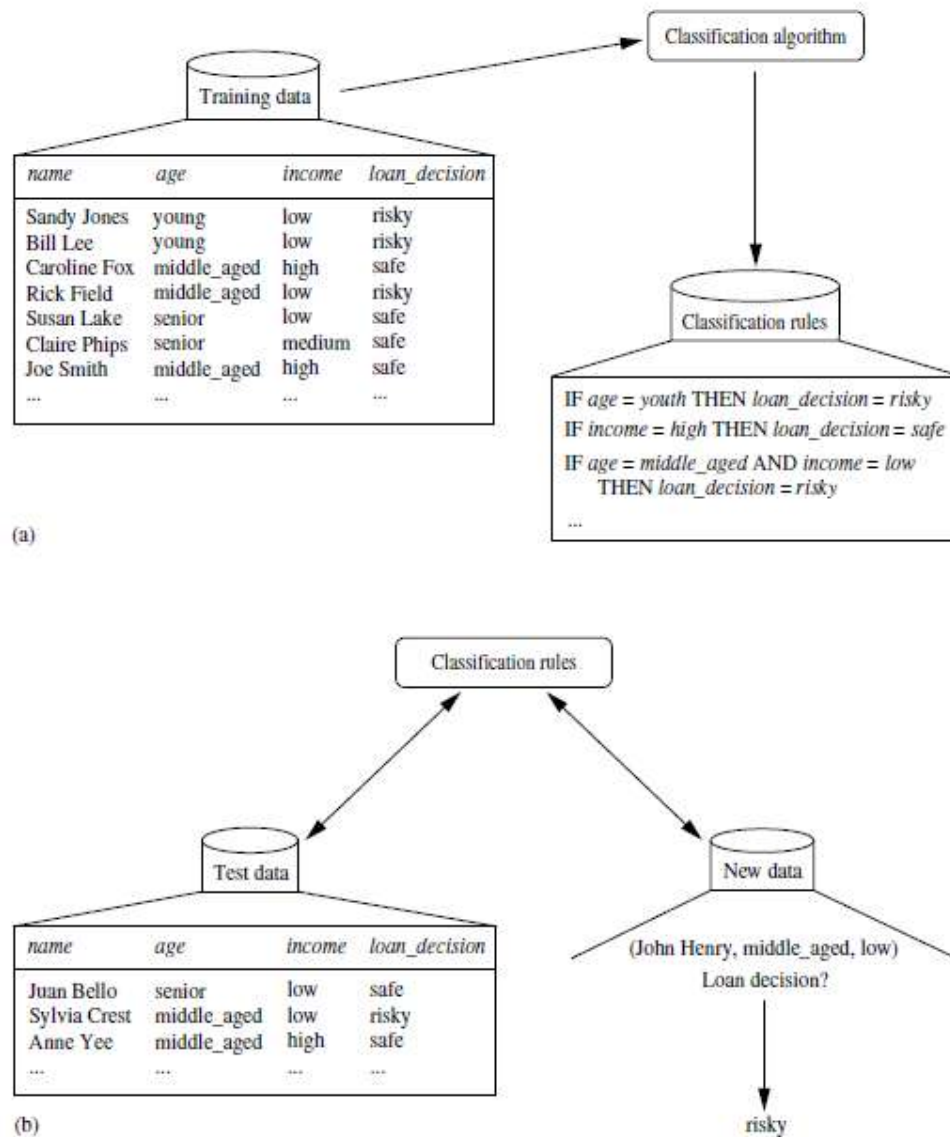 Classification algorithm
Training data
name age income loan_decision
Sandy Jones young low risky
Bill Lee young low risky
Caroline Fox middle_aged high safe
Rick Field middle_aged low risky
Susan Lake senior low safe
Claire Phips senior medium safe
Joe Smith middle_aged high safe
... ... ... ...
Classification rules
IF age = youth THEN loan_decision = risky
IF income = high THEN loan_decision = safe
IF age = middle_aged AND income = low
THEN loan_decision = risky
...
(a)
Classification rules
Test data
name age income loan_decision
Juan Bello senior low safe
Sylvia Crest middle_aged low risky
Anne Yee middle_aged high safe
... ... ... ...
New data
(John Henry, middle_aged, low)
Loan decision?
risky
(b)